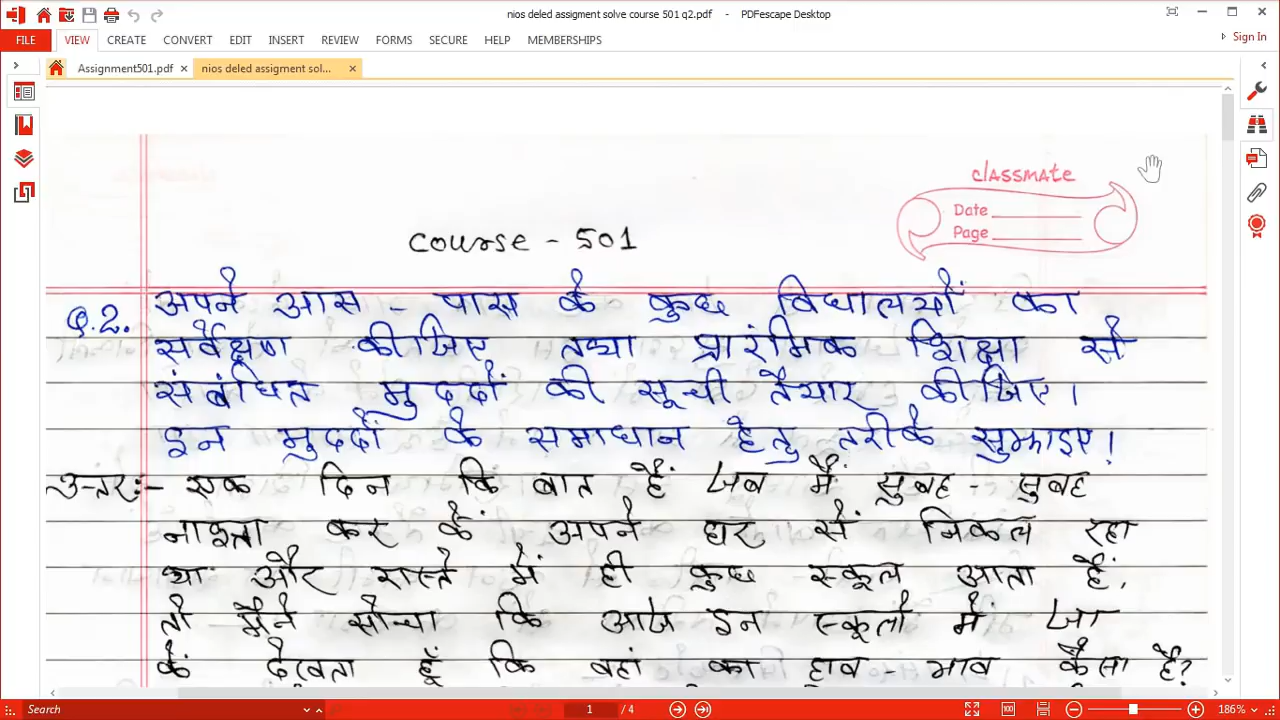 nios deled assigment solve course 501 q2.pdf - PDFescape Desktop
FILE VIEW CREATE CONVERT EDIT INSERT REVIEW FORMS SECURE HELP MEMBERSHIPS Sign In
Assignment501.pdf nios deled assigment sol...
classmate
Date
Page
course - 501
Q.2. अपने आस - पास के कुछ विधालयों का
सर्वेक्षण कीजिए तथा प्रारंमिक शिक्षा से
संबंधित मुददों की सूची तैयार कीजिए।
इन मुददों के समाधान हेतु तरीके सुझाइए!
उत्तर:- एक दिन कि बात हैं जब मैं सुबह - सुबह
नाश्ता कर कें अपने घर सें निकल रहा
था और रास्ते में ही कुछ स्कूल आता हैं,
तो मैने सोचा कि आज इन स्कूलो में जा
कें देखता हूँ कि वहां का हाव - भाव कैसा है?
Search 1 / 4 186%